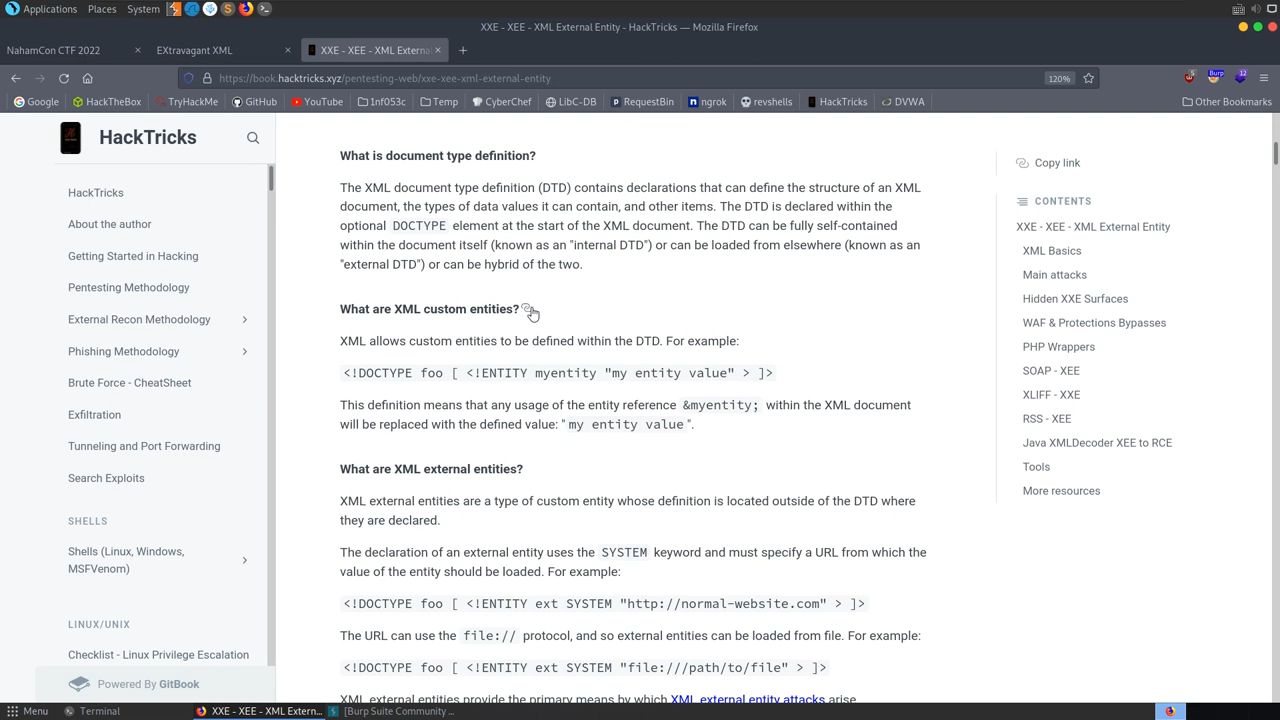 Applications Places System
XXE - XEE - XML External Entity - HackTricks — Mozilla Firefox
NahamCon CTF 2022
EXtravagant XML
XXE - XEE - XML Externa
https://book.hacktricks.xyz/pentesting-web/xxe-xee-xml-external-entity
120%
Burp
12
Google HackTheBox TryHackMe GitHub YouTube 1nf053c Temp CyberChef LibC-DB RequestBin ngrok revshells HackTricks DVWA Other Bookmarks
HackTricks
HackTricks
About the author
Getting Started in Hacking
Pentesting Methodology
External Recon Methodology
Phishing Methodology
Brute Force - CheatSheet
Exfiltration
Tunneling and Port Forwarding
Search Exploits
SHELLS
Shells (Linux, Windows,
MSFVenom)
LINUX/UNIX
Checklist - Linux Privilege Escalation
Powered By GitBook
What is document type definition?
The XML document type definition (DTD) contains declarations that can define the structure of an XML
document, the types of data values it can contain, and other items. The DTD is declared within the
optional DOCTYPE element at the start of the XML document. The DTD can be fully self-contained
within the document itself (known as an "internal DTD") or can be loaded from elsewhere (known as an
"external DTD") or can be hybrid of the two.
What are XML custom entities?
XML allows custom entities to be defined within the DTD. For example:
<!DOCTYPE foo [ <!ENTITY myentity "my entity value" > ]>
This definition means that any usage of the entity reference &myentity; within the XML document
will be replaced with the defined value: "my entity value".
What are XML external entities?
XML external entities are a type of custom entity whose definition is located outside of the DTD where
they are declared.
The declaration of an external entity uses the SYSTEM keyword and must specify a URL from which the
value of the entity should be loaded. For example:
<!DOCTYPE foo [ <!ENTITY ext SYSTEM "http://normal-website.com" > ]>
The URL can use the file:// protocol, and so external entities can be loaded from file. For example:
<!DOCTYPE foo [ <!ENTITY ext SYSTEM "file:///path/to/file" > ]>
XML external entities provide the primary means by which XML external entity attacks arise
Copy link
CONTENTS
XXE - XEE - XML External Entity
XML Basics
Main attacks
Hidden XXE Surfaces
WAF & Protections Bypasses
PHP Wrappers
SOAP - XEE
XLIFF - XXE
RSS - XEE
Java XMLDecoder XEE to RCE
Tools
More resources
Menu
Terminal
XXE - XEE - XML Extern...
[Burp Suite Community ...